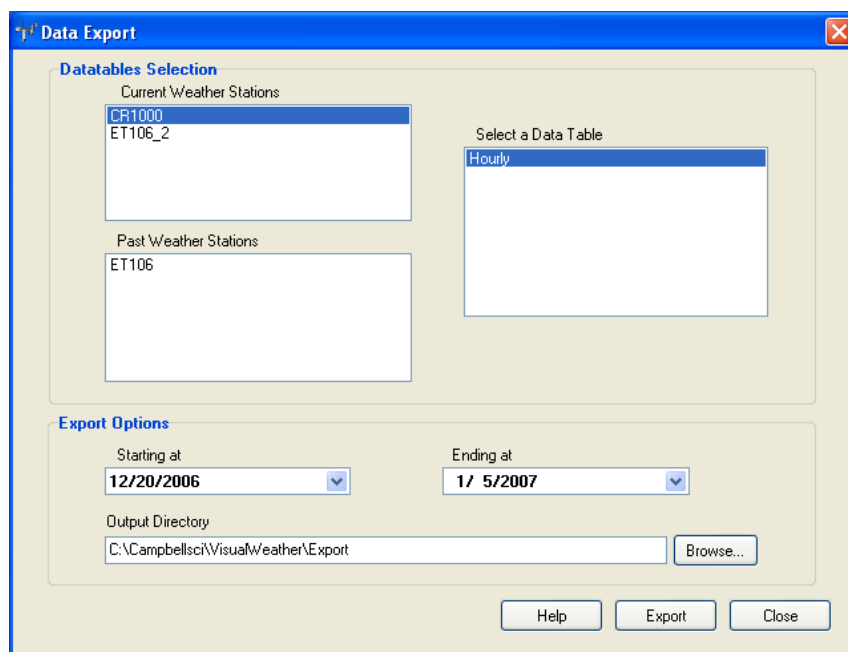 Data Export
Datatables Selection
Current Weather Stations
CR1000
ET106_2
Select a Data Table
Hourly
Past Weather Stations
ET106
Export Options
Starting at
12/20/2006
Ending at
1/ 5/2007
Output Directory
C:\Campbellsci\VisualWeather\Export
Browse...
Help
Export
Close